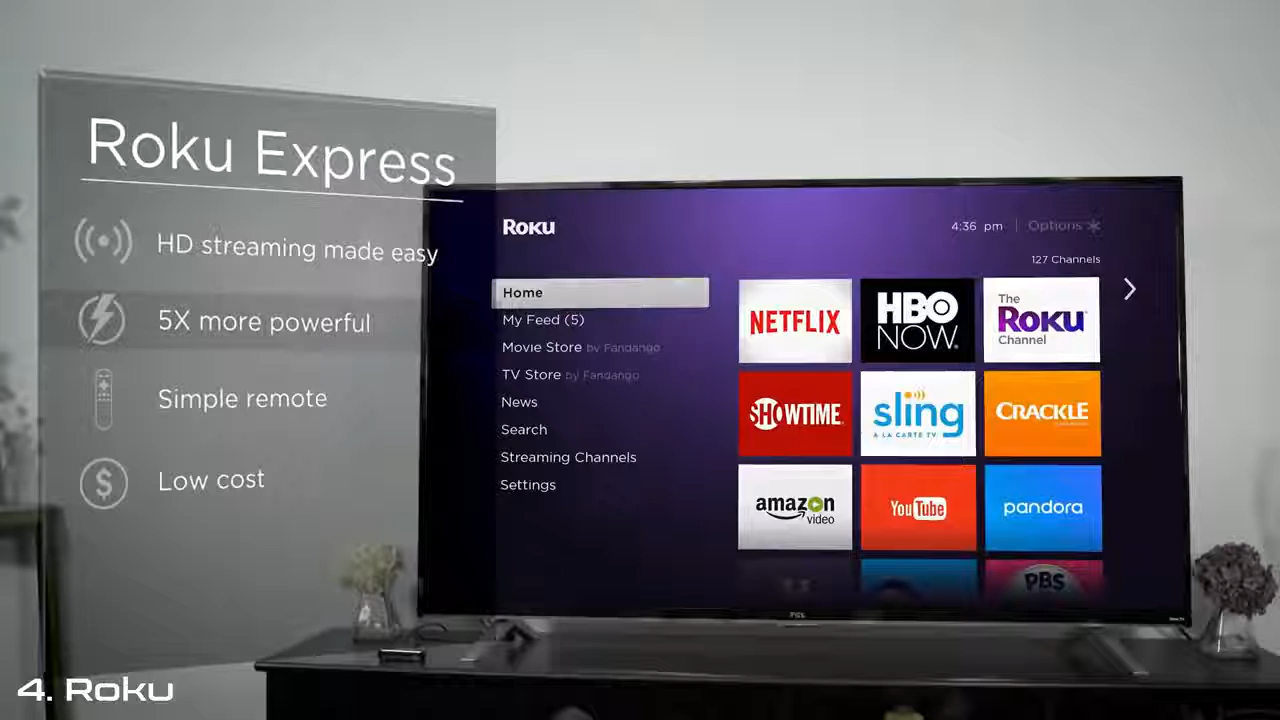 Roku Express
HD streaming made easy
5X more powerful
Simple remote
$
Low cost
Roku
4:36 pm
Options
127 Channels
Home
My Feed (5)
Movie Store by Fandango
TV Store by Fandango
News
Search
Streaming Channels
Settings
NETFLIX
HBO
NOW.
The
Roku
Channel
SHOWTIME
sling
A LA CARTE TV
CRACKLE
amazon
video
YouTube
pandora
PBS
TCL
4. Roku